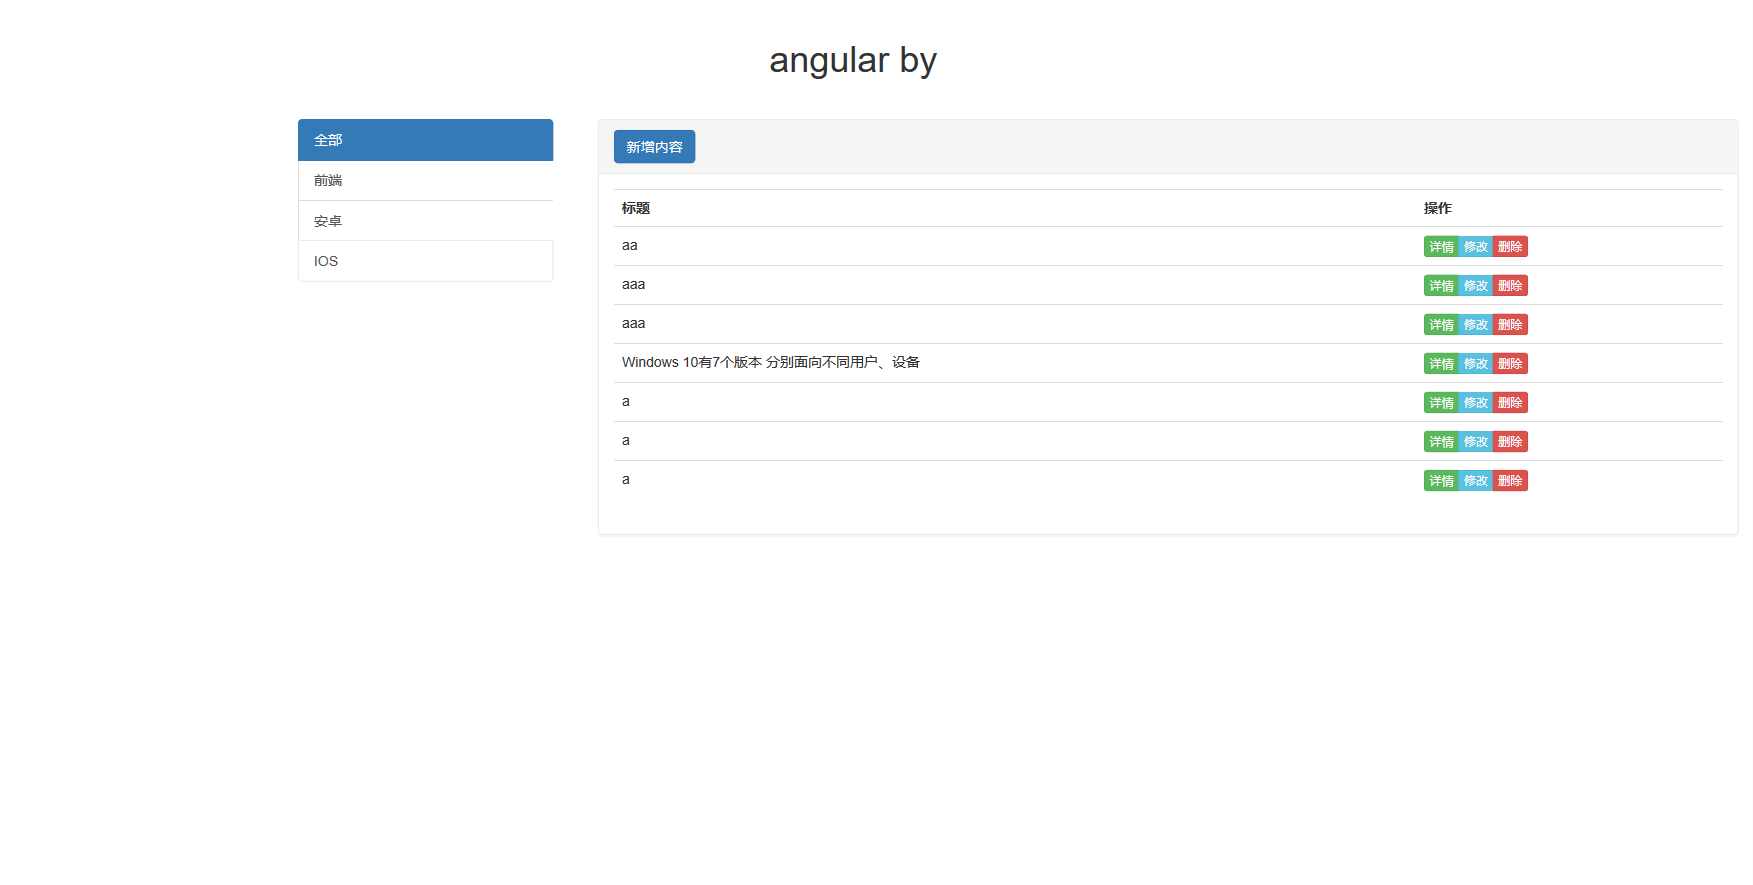 angular by
全部
前端
安卓
IOS
新增内容
标题 操作
aa 详情 修改 删除
aaa 详情 修改 删除
aaa 详情 修改 删除
Windows 10有7个版本 分别面向不同用户、设备 详情 修改 删除
a 详情 修改 删除
a 详情 修改 删除
a 详情 修改 删除